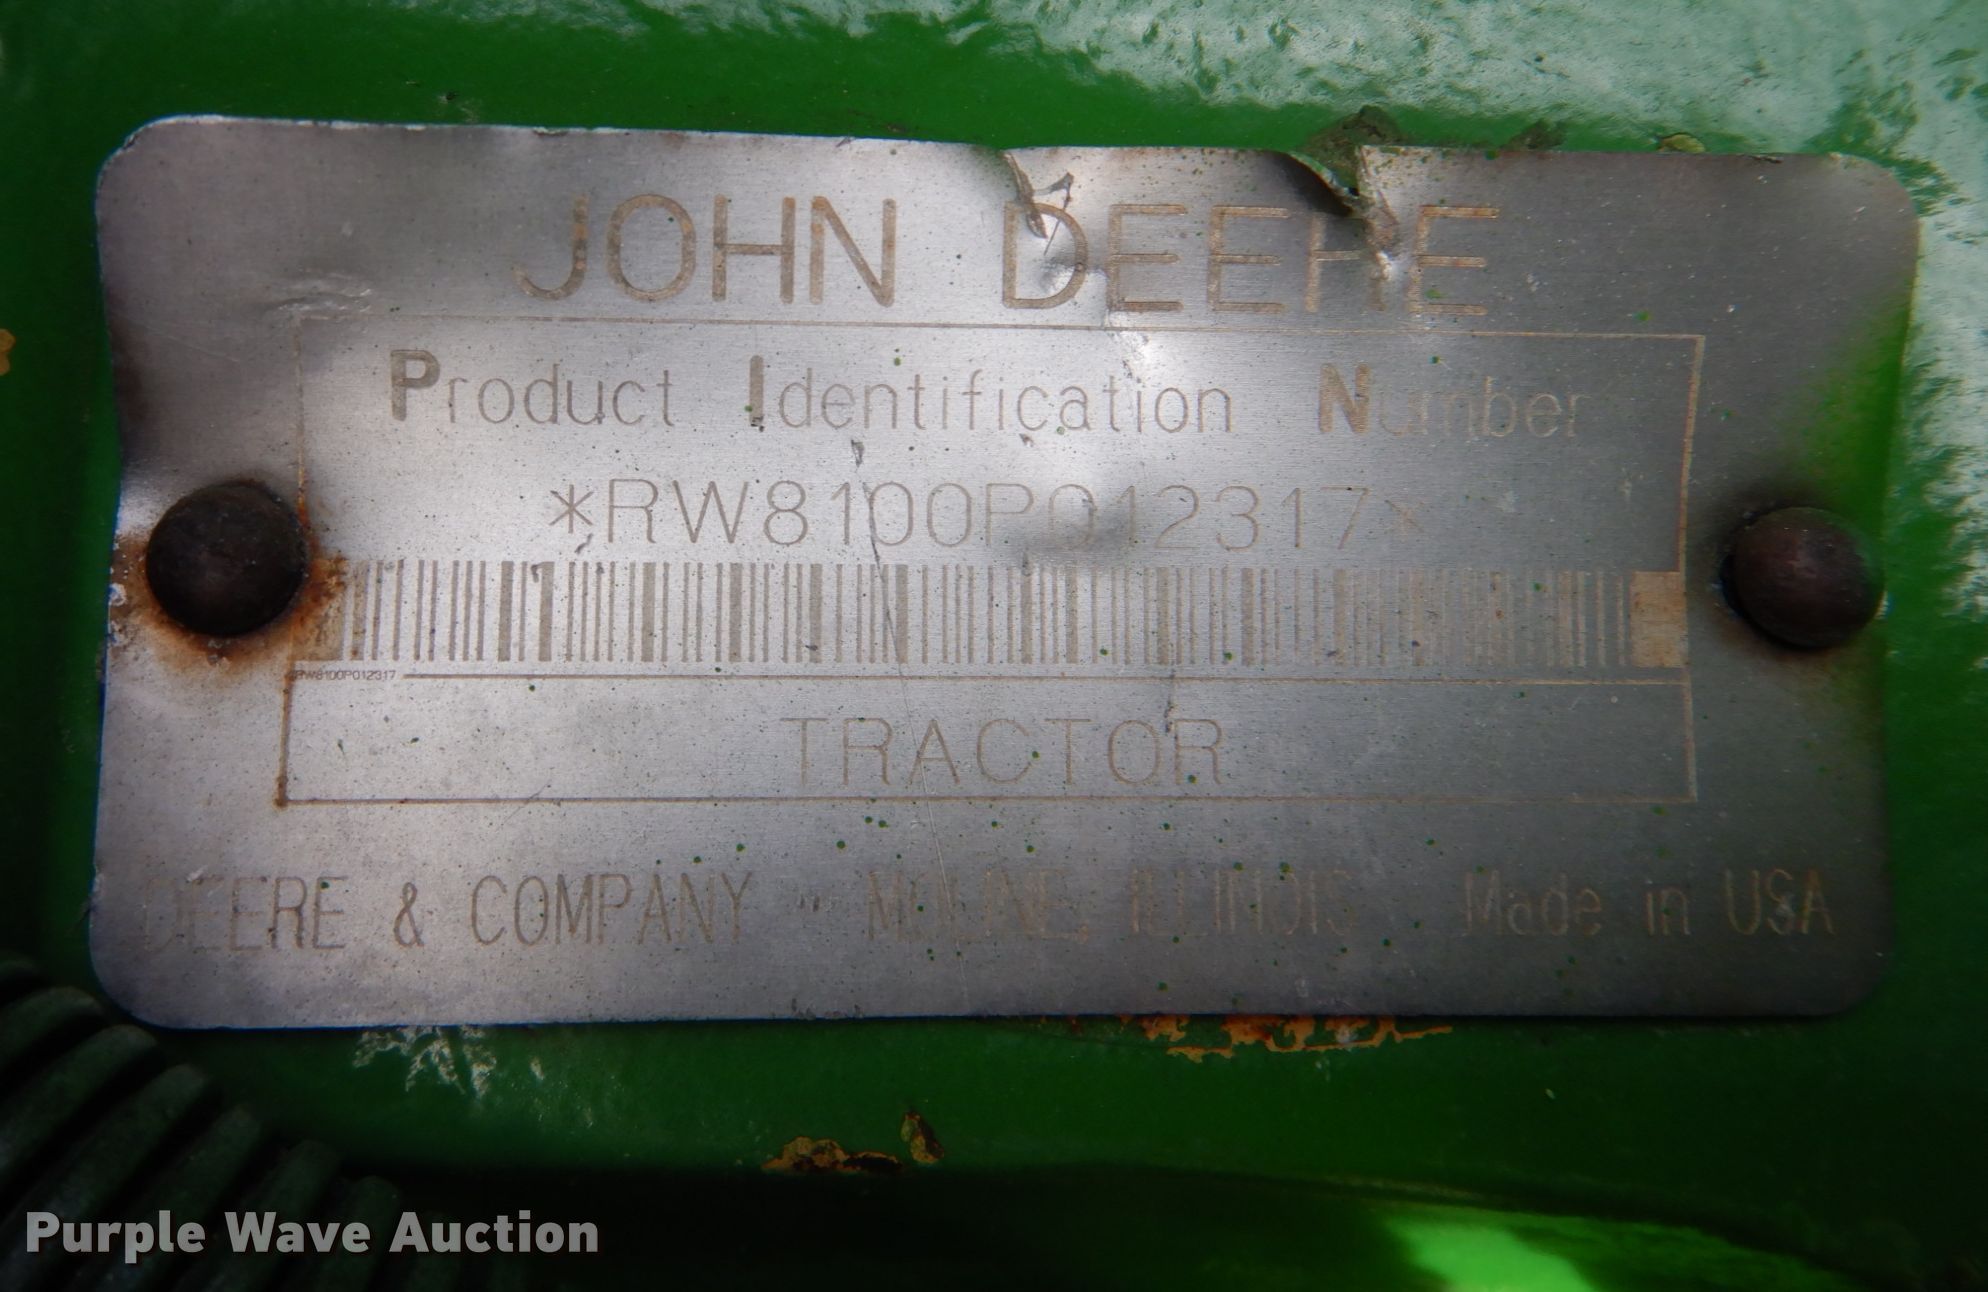 JOHN DEERE
Product Identification Number
*RW8100P012317*
RW8100P012317
TRACTOR
DEERE & COMPANY - MOLINE, ILLINOIS Made in USA
Purple Wave Auction